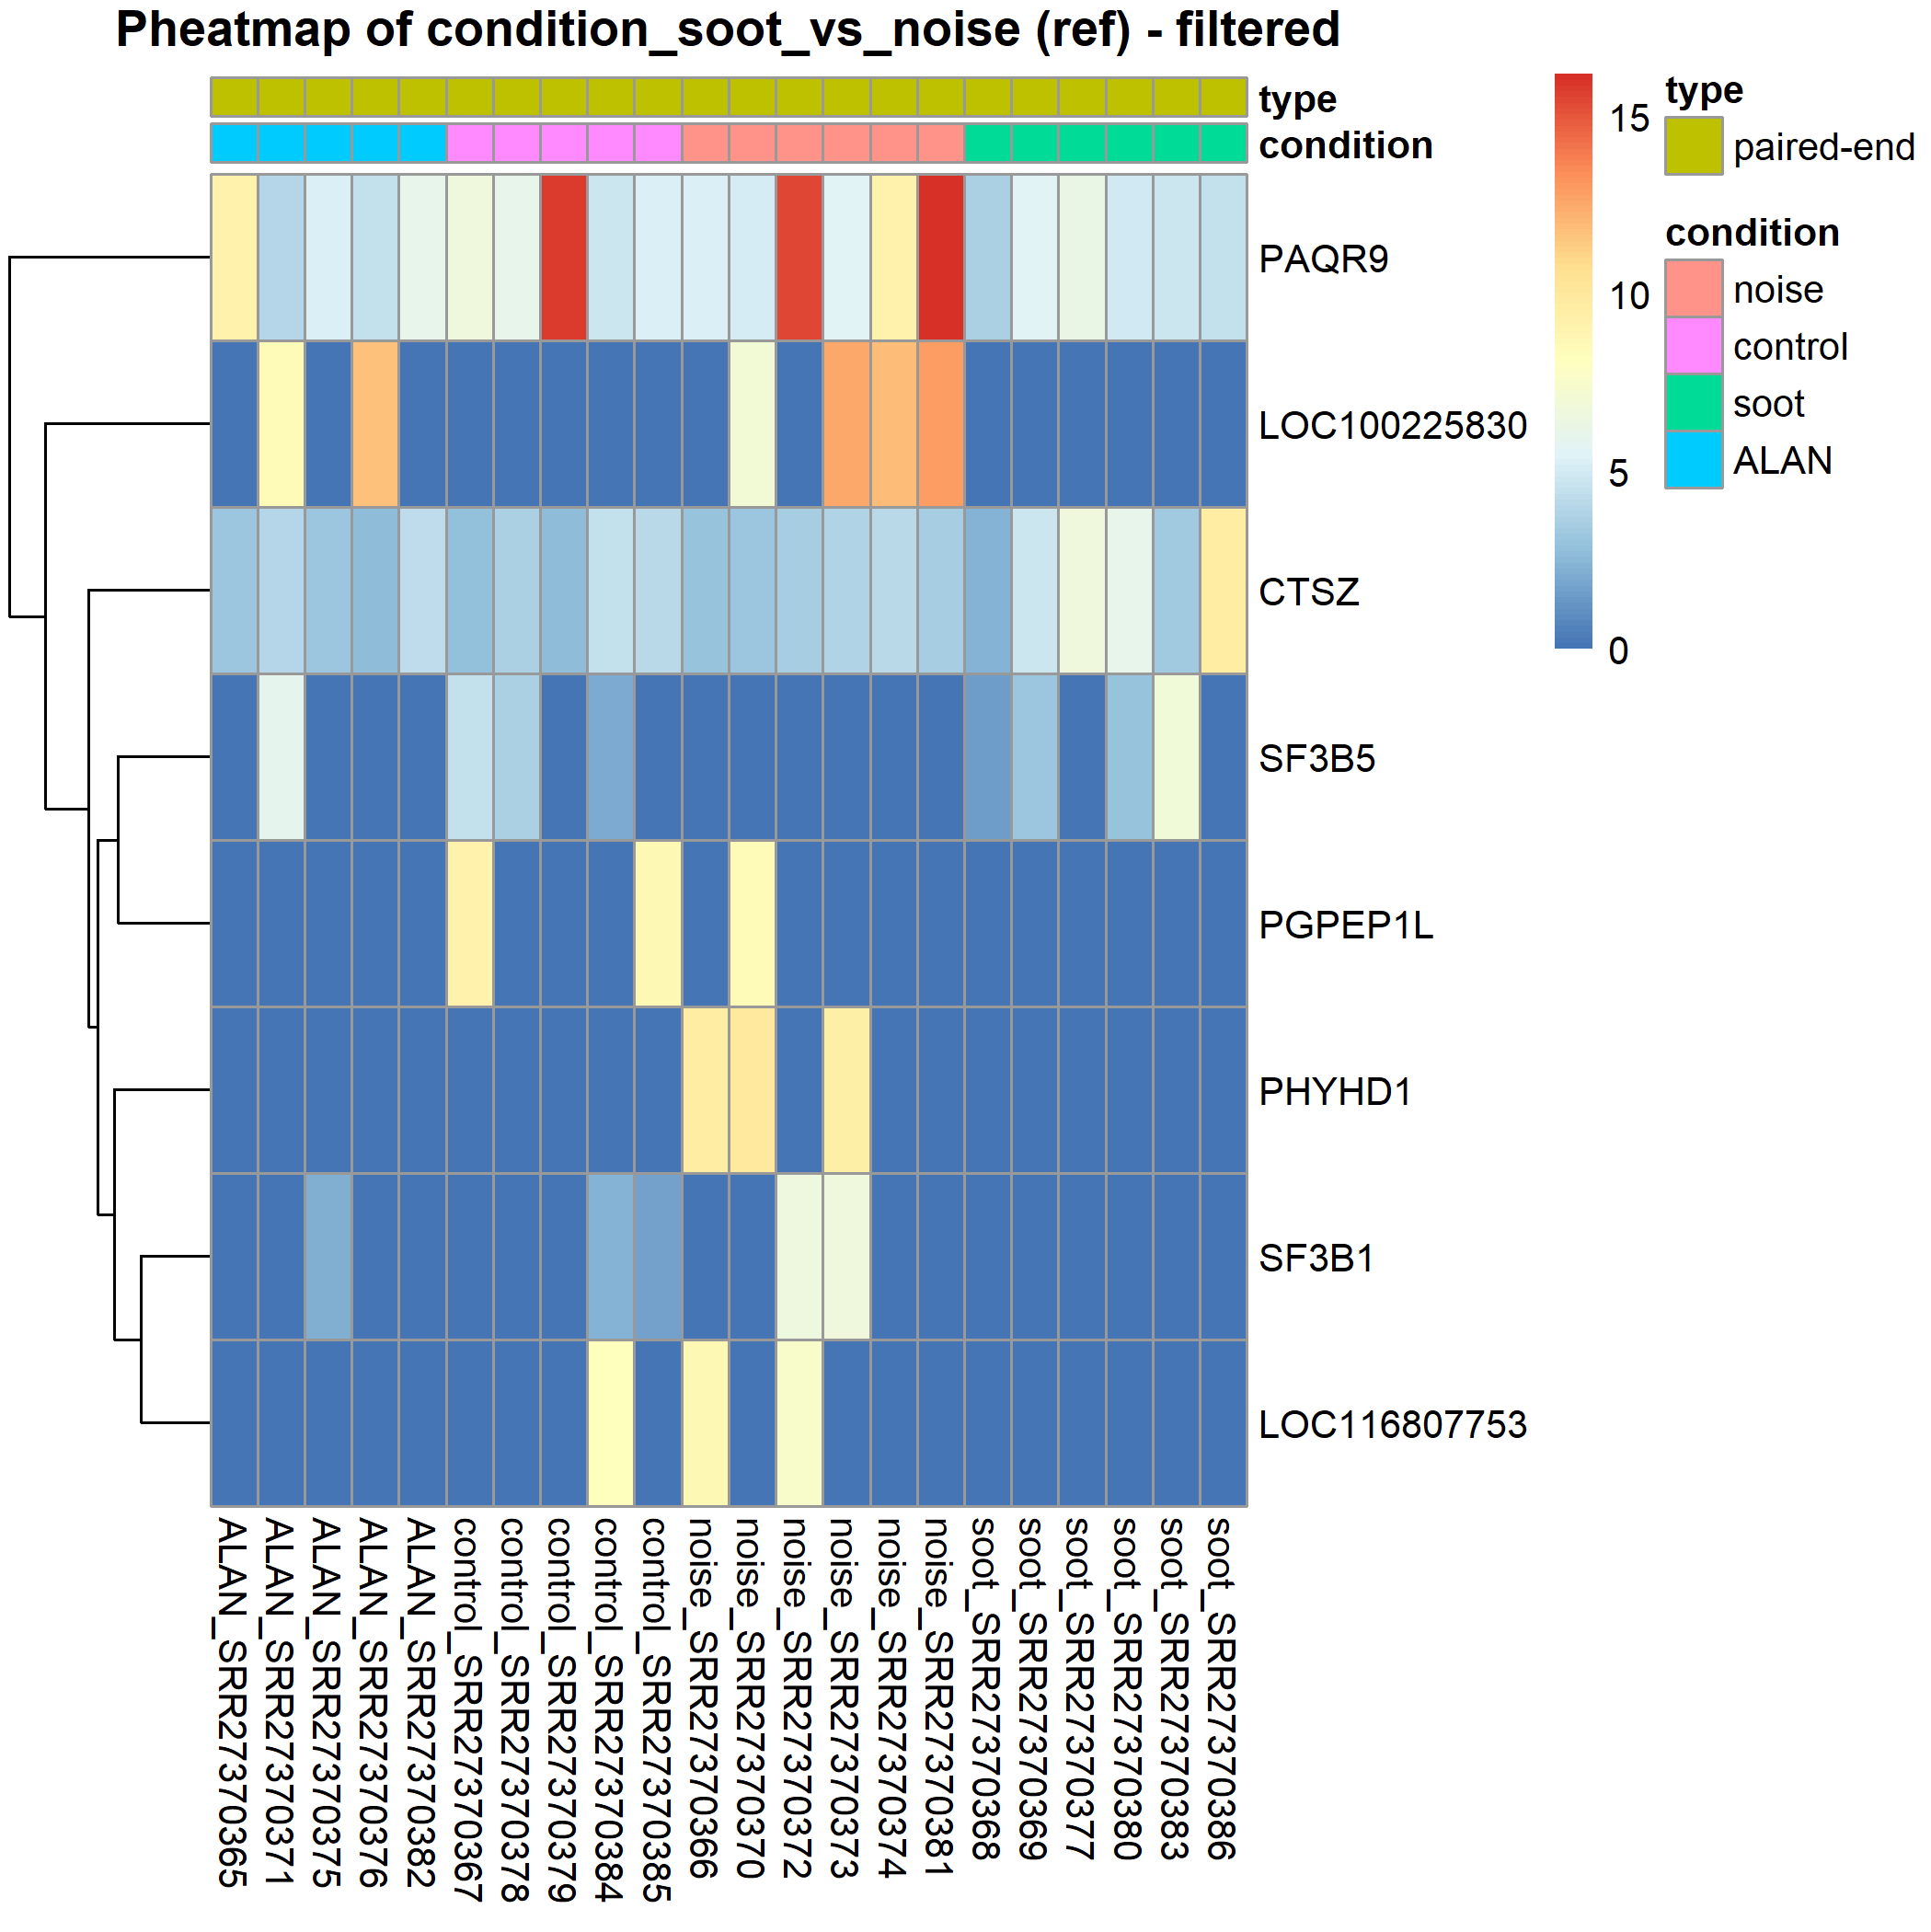 Pheatmap of condition_soot_vs_noise (ref) - filtered
type
condition
PAQR9
LOC100225830
CTSZ
SF3B5
PGPEP1L
PHYHD1
SF3B1
LOC116807753
15
10
5
0
type
paired-end
condition
noise
control
soot
ALAN
ALAN_SRR27370365
ALAN_SRR27370371
ALAN_SRR27370375
ALAN_SRR27370376
ALAN_SRR27370382
control_SRR27370367
control_SRR27370378
control_SRR27370379
control_SRR27370384
control_SRR27370385
noise_SRR27370366
noise_SRR27370370
noise_SRR27370372
noise_SRR27370373
noise_SRR27370374
noise_SRR27370381
soot_SRR27370368
soot_SRR27370369
soot_SRR27370377
soot_SRR27370380
soot_SRR27370383
soot_SRR27370386